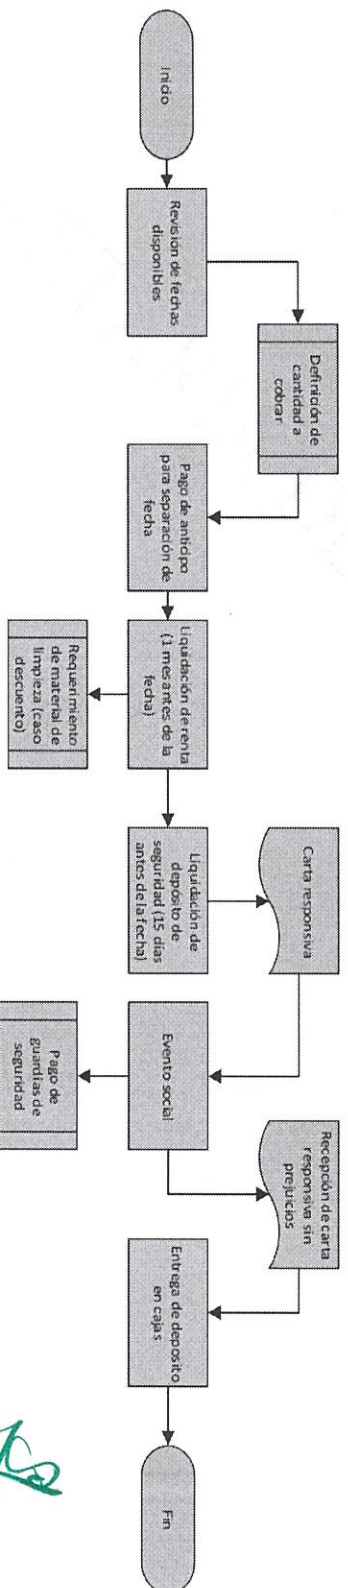 Inicio
Revisión de fechas
disponibles
Definición de
cantidad a
cobrar
Pago de anticipo
para separación de
fecha
Liquidación de renta
(1 mes antes de la
fecha)
Requerimiento
de material de
limpieza (caso
descuento)
Liquidación de
depósito de
seguridad (15 días
antes de la fecha)
Carta responsiva
Evento social
Pago de
guardias de
seguridad
Recepción de carta
responsiva sin
prejuicios
Entrega de deposito
en cajas
Fin